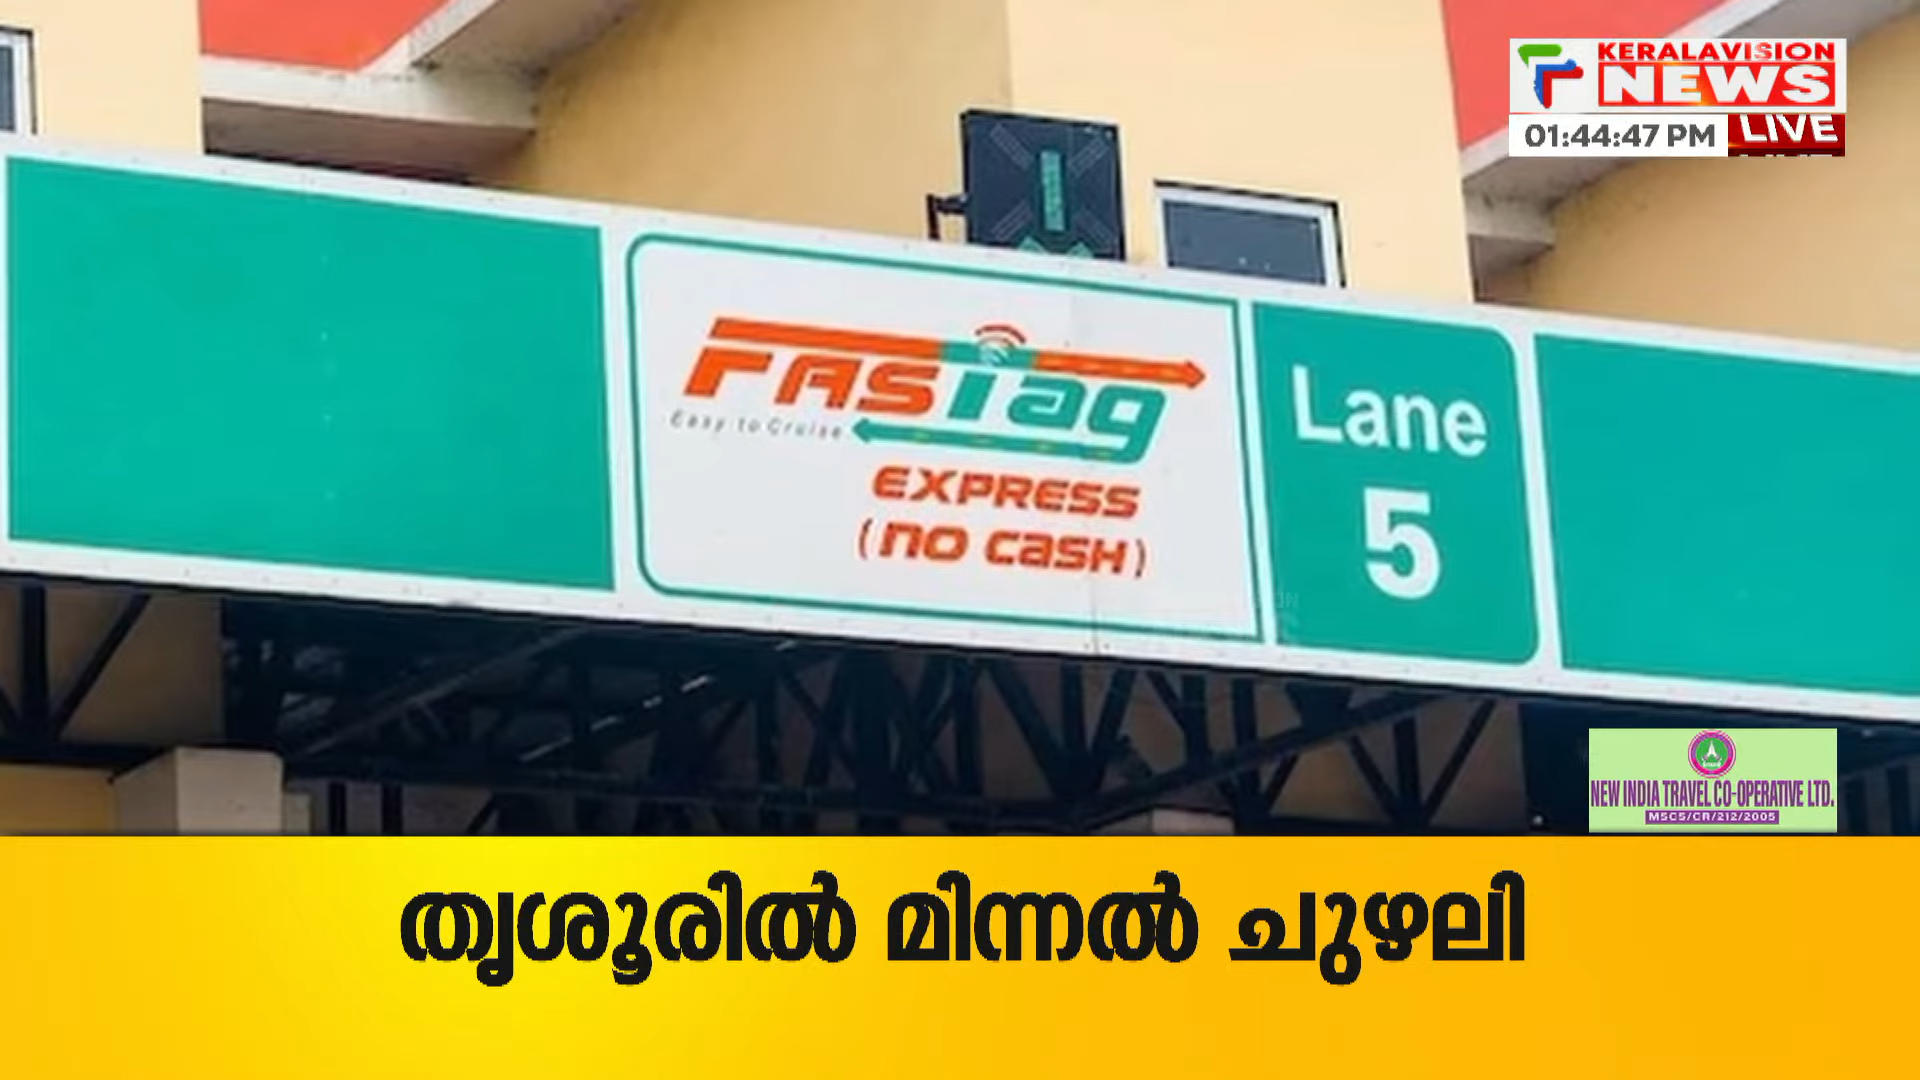 KERALAVISION
NEWS
01:44:47 PM
LIVE
FASTag
Easy to Cruise
EXPRESS
(NO CASH)
Lane
5
NEW INDIA TRAVEL CO-OPERATIVE LTD.
MSCS/CR/212/2005
തൃശൂരിൽ മിന്നൽ ചുഴലി